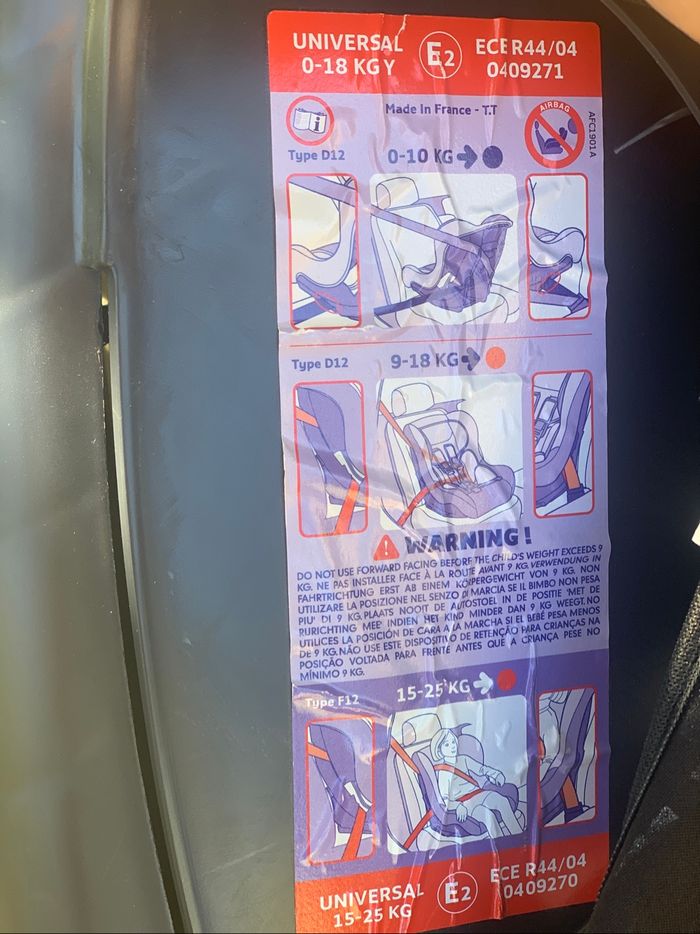 UNIVERSAL
0-18 KG Y
E2
ECE R44/04
0409271
i
Made In France - T.T
AIRBAG
AFC1901A
Type D12
0-10 KG
Type D12
9-18 KG
WARNING!
DO NOT USE FORWARD FACING BEFORE THE CHILD'S WEIGHT EXCEEDS 9
KG. NE PAS INSTALLER FACE À LA ROUTE AVANT 9 KG. VERWENDUNG IN
FAHRTRICHTUNG ERST AB EINEM KÖRPERGEWICHT VON 9 KG. NON
UTILIZARE LA POSIZIONE NEL SENZO DI MARCIA SE IL BIMBO NON PESA
PIU' DI 9 KG. PLAATS NOOIT DE AUTOSTOEL IN DE POSITIE 'MET DE
RIJRICHTING MEE' INDIEN HET KIND MINDER DAN 9 KG WEEGT. NO
UTILICES LA POSICIÓN DE CARA A LA MARCHA SI EL BEBÉ PESA MENOS
DE 9 KG. NÃO USE ESTE DISPOSITIVO DE RETENÇÃO PARA CRIANÇAS NA
POSIÇÃO VOLTADA PARA FRENTE ANTES QUE A CRIANÇA PESE NO
MÍNIMO 9 KG.
Type F12
15-25 KG
UNIVERSAL
15-25 KG
E2
ECE R44/04
0409270